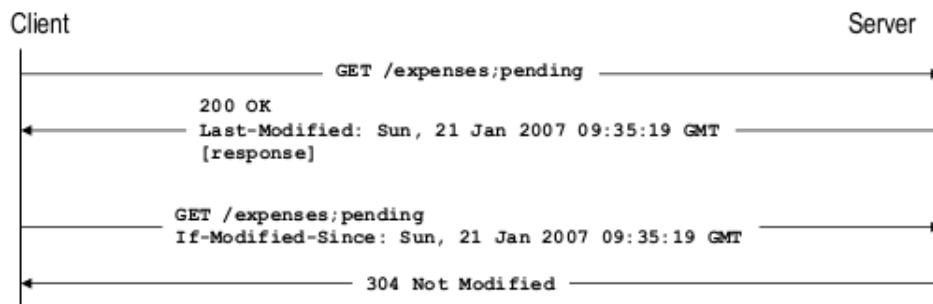 Client Server
GET /expenses;pending
200 OK
Last-Modified: Sun, 21 Jan 2007 09:35:19 GMT
[response]
GET /expenses;pending
If-Modified-Since: Sun, 21 Jan 2007 09:35:19 GMT
304 Not Modified